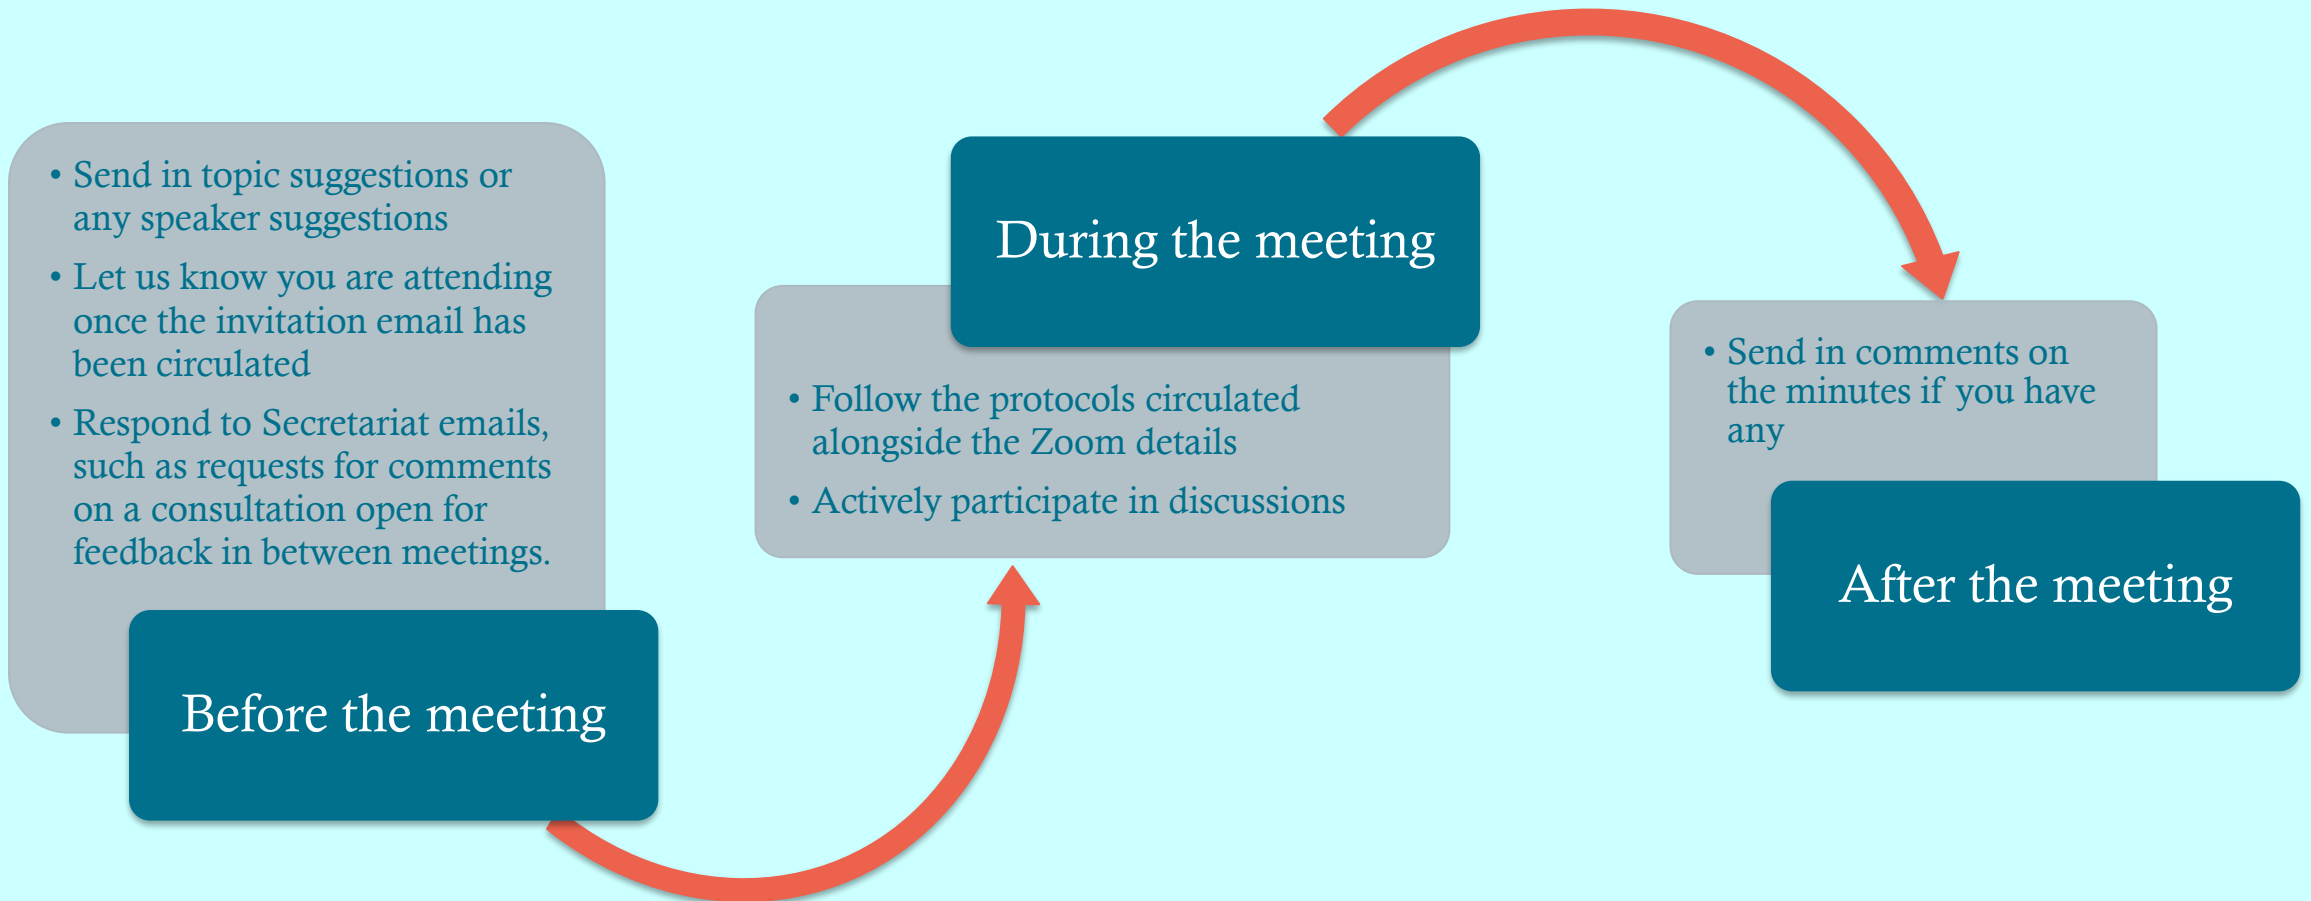 • Send in topic suggestions or
any speaker suggestions
• Let us know you are attending
once the invitation email has
been circulated
• Respond to Secretariat emails,
such as requests for comments
on a consultation open for
feedback in between meetings.
Before the meeting
During the meeting
• Follow the protocols circulated
alongside the Zoom details
• Actively participate in discussions
• Send in comments on
the minutes if you have
any
After the meeting